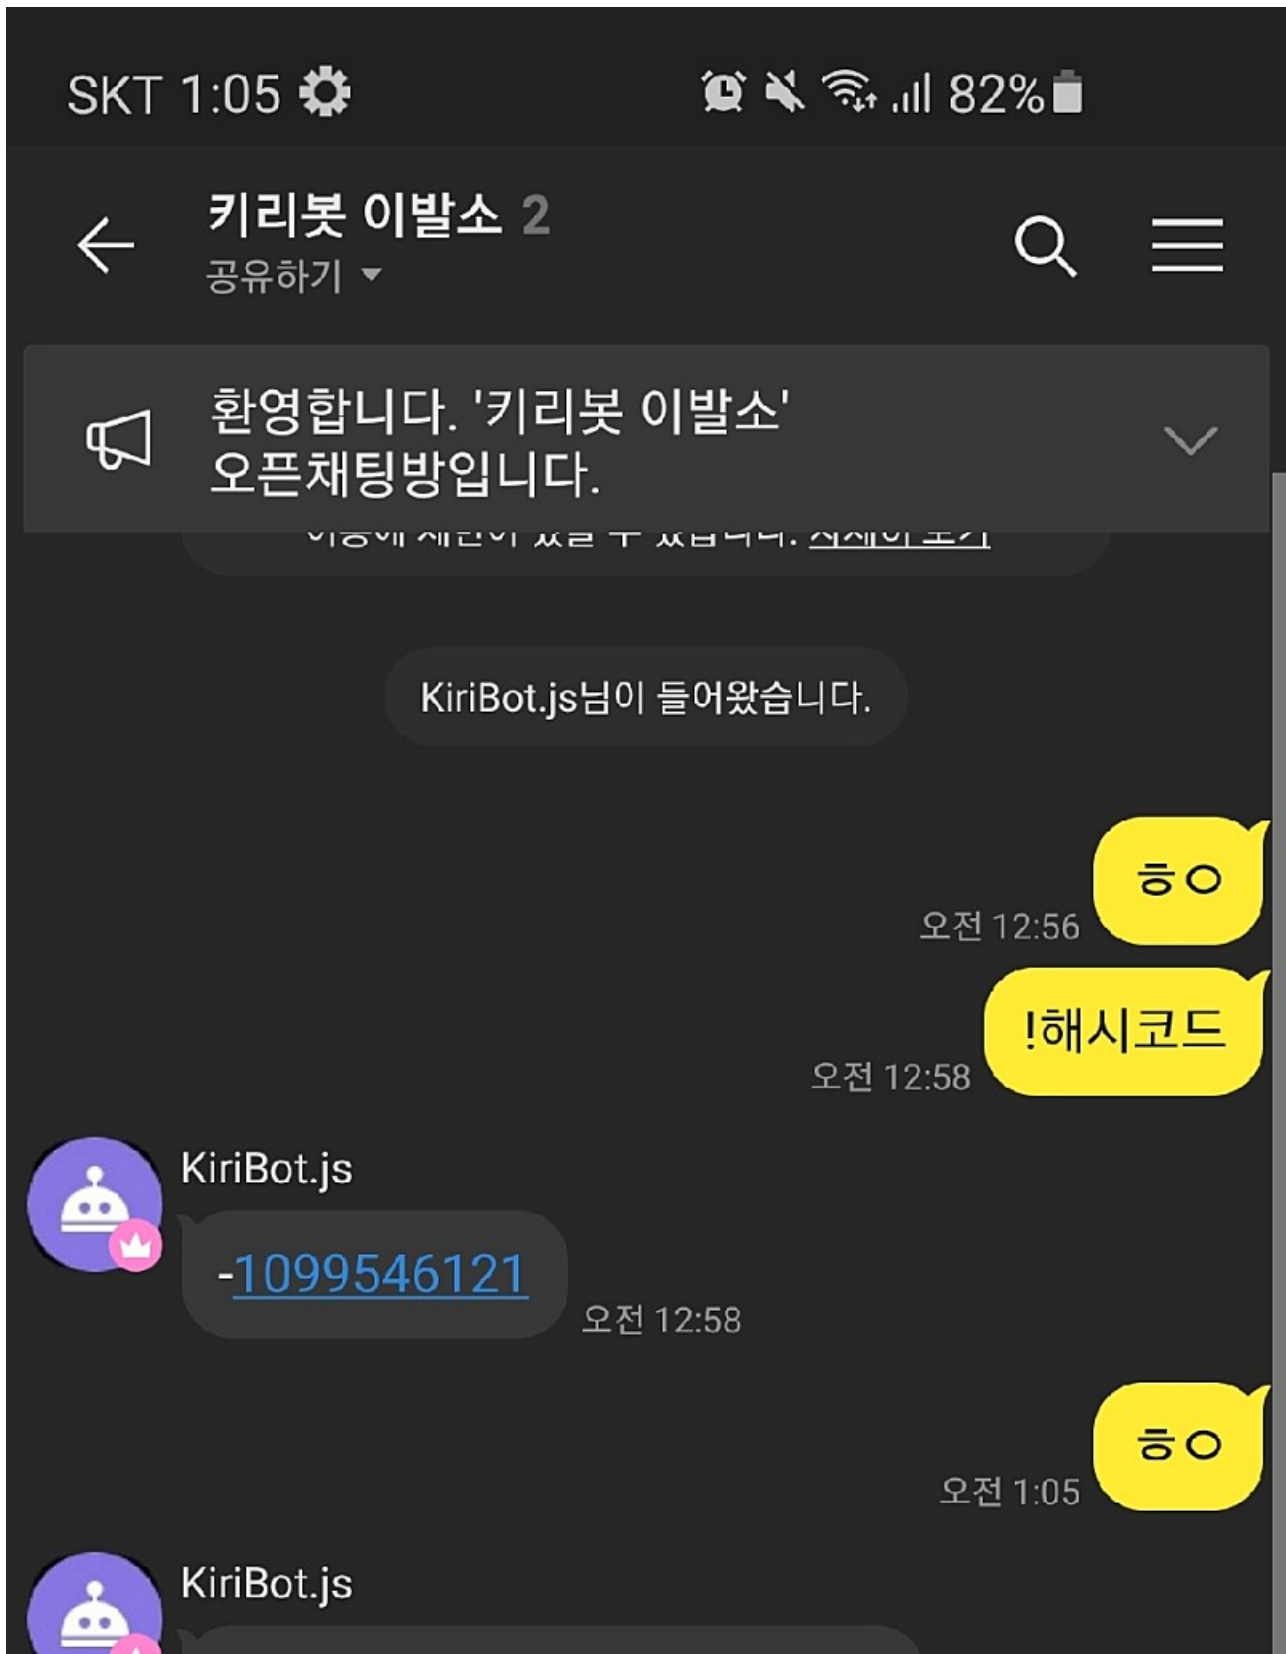 SKT 1:05 82%
키리봇 이발소 2
공유하기
환영합니다. '키리봇 이발소'
오픈채팅방입니다.
KiriBot.js님이 들어왔습니다.
ㅎㅇ
오전 12:56
!해시코드
오전 12:58
KiriBot.js
-1099546121
오전 12:58
ㅎㅇ
오전 1:05
KiriBot.js